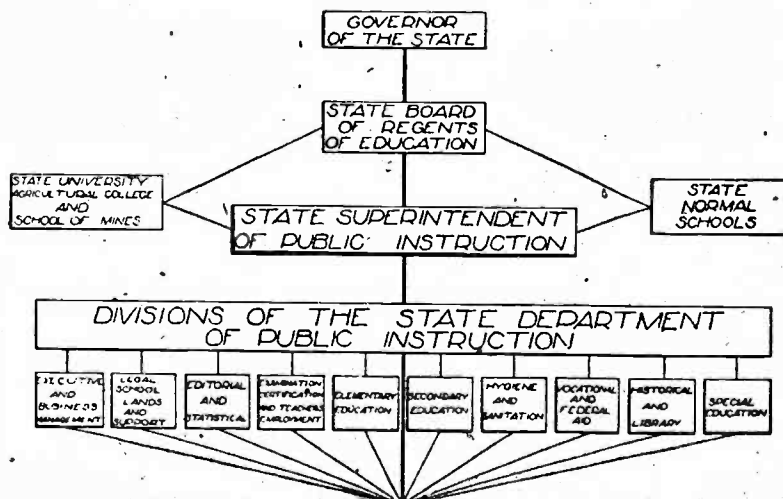 GOVERNOR
OF THE STATE
STATE BOARD
OF REGENTS
OF EDUCATION
STATE UNIVERSITY
AGRICULTURAL COLLEGE
AND
SCHOOL OF MINES
STATE
NORMAL
SCHOOLS
STATE SUPERINTENDENT
OF PUBLIC INSTRUCTION
DIVISIONS OF THE STATE DEPARTMENT
OF PUBLIC INSTRUCTION
EXECUTIVE
AND
BUSINESS
MANAGEMENT
LEGAL
SCHOOL
LANDS
AND
SUPPORT
EDITORIAL
AND
STATISTICAL
EXAMINATION
CERTIFICATION
AND TEACHERS
EMPLOYMENT
ELEMENTARY
EDUCATION
SECONDARY
EDUCATION
HYGIENE
AND
SANITATION
VOCATIONAL
AND
FEDERAL
AID
HISTORICAL
AND
LIBRARY
SPECIAL
EDUCATION